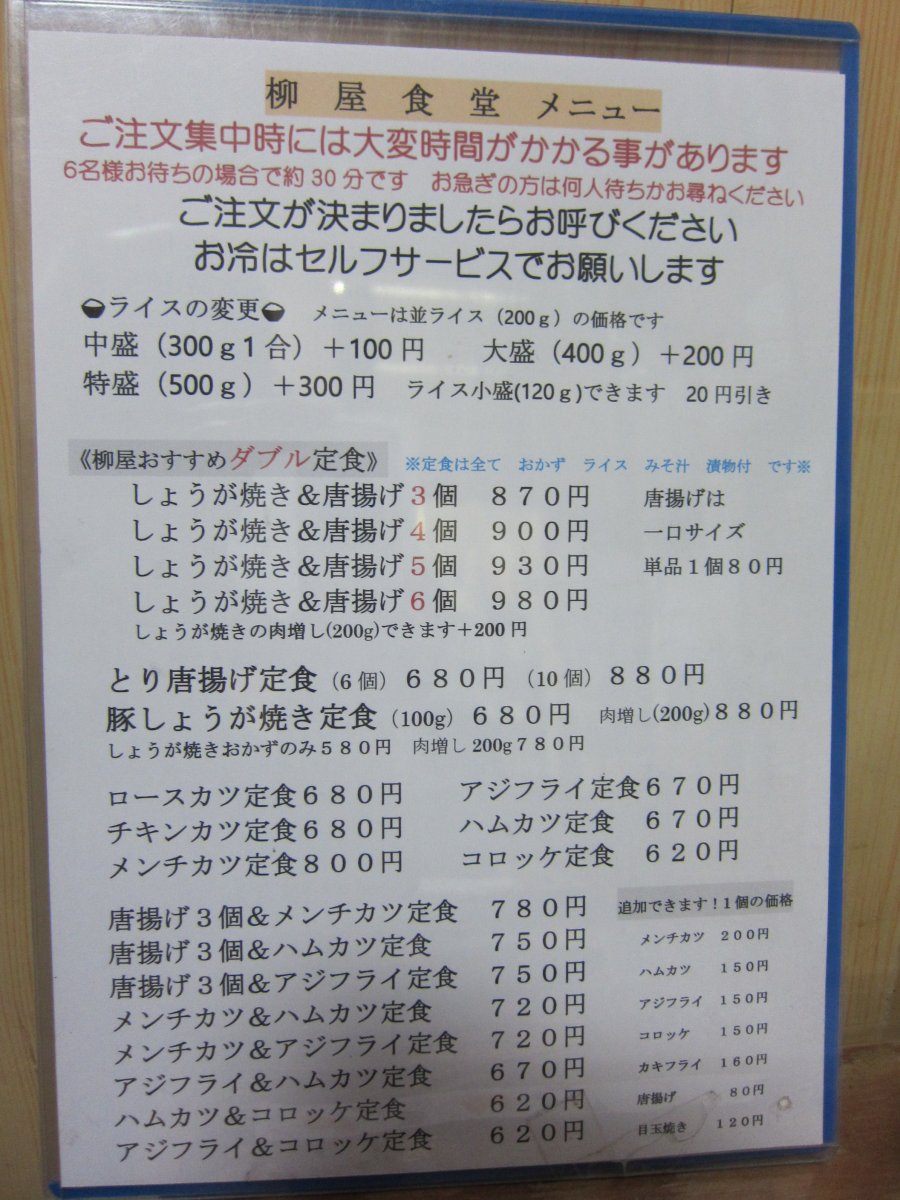 柳屋食堂 メニュー
ご注文集中時には大変時間がかかる事があります
6名様お待ちの場合で約30分です お急ぎの方は何人待ちかお尋ねください
ご注文が決まりましたらお呼びください
お冷はセルフサービスでお願いします
ライスの変更 メニューは並ライス（200ｇ）の価格です
中盛（300ｇ1合）＋100円 大盛（400ｇ）＋200円
特盛（500ｇ）＋300円 ライス小盛(120ｇ)できます 20円引き
《柳屋おすすめダブル定食》 ※定食は全て おかず ライス みそ汁 漬物付 です※
しょうが焼き＆唐揚げ３個 ８７０円 唐揚げは
しょうが焼き＆唐揚げ４個 ９００円 一口サイズ
しょうが焼き＆唐揚げ５個 ９３０円 単品１個８０円
しょうが焼き＆唐揚げ６個 ９８０円
しょうが焼きの肉増し(200g)できます＋200円
とり唐揚げ定食（6個）６８０円 （10個）８８０円
豚しょうが焼き定食（100g）６８０円 肉増し(200g)８８０円
しょうが焼きおかずのみ５８０円 肉増し200g７８０円
ロースカツ定食６８０円 アジフライ定食６７０円
チキンカツ定食６８０円 ハムカツ定食 ６７０円
メンチカツ定食８００円 コロッケ定食 ６２０円
唐揚げ３個＆メンチカツ定食 ７８０円 追加できます！１個の価格
唐揚げ３個＆ハムカツ定食 ７５０円 メンチカツ ２００円
唐揚げ３個＆アジフライ定食 ７５０円 ハムカツ １５０円
メンチカツ＆ハムカツ定食 ７２０円 アジフライ １５０円
メンチカツ＆アジフライ定食 ７２０円 コロッケ １５０円
アジフライ＆ハムカツ定食 ６７０円 カキフライ １６０円
ハムカツ＆コロッケ定食 ６２０円 唐揚げ ８０円
アジフライ＆コロッケ定食 ６２０円 目玉焼き １２０円